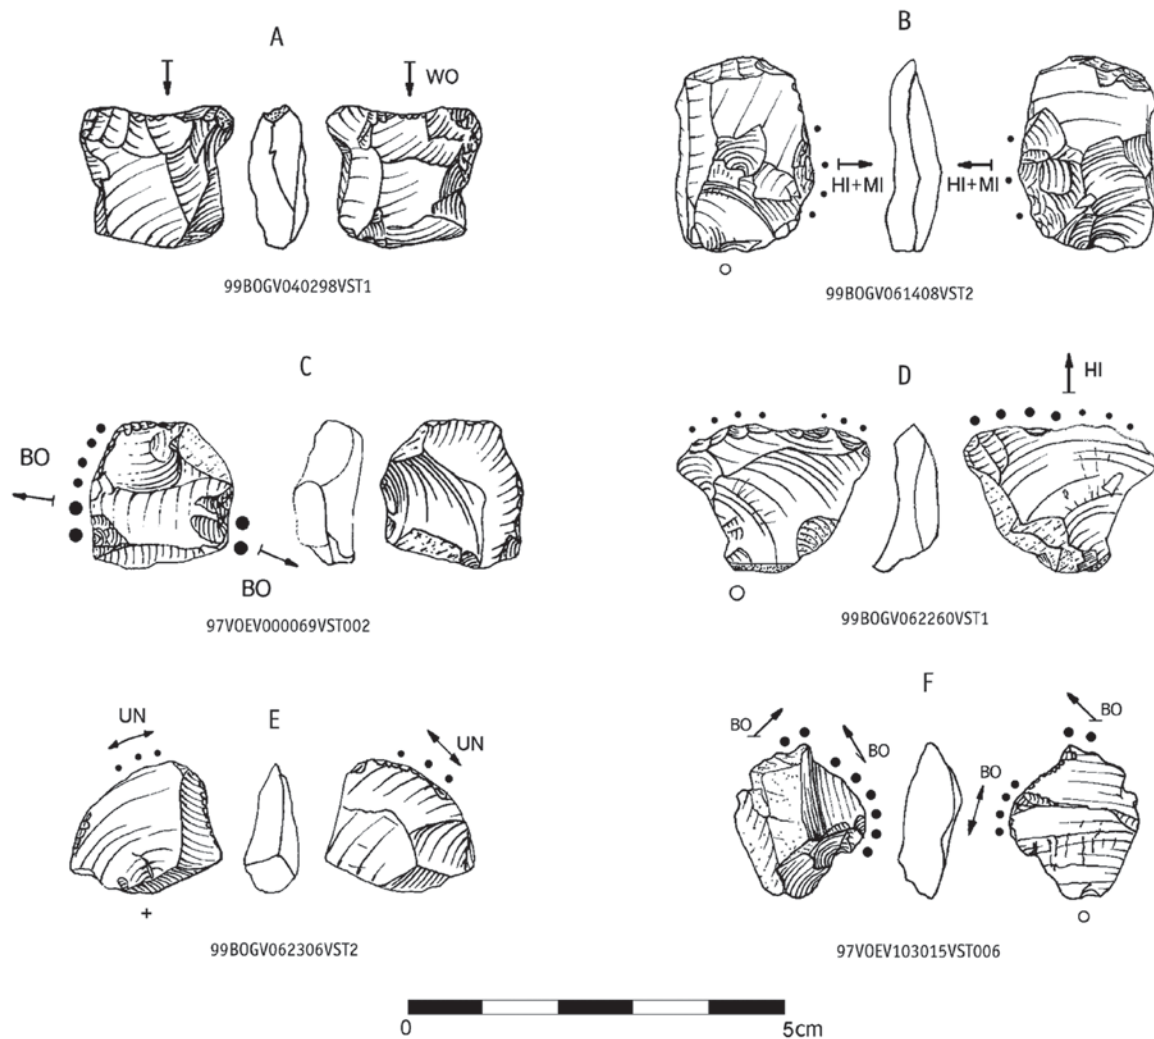 A
WO
99BOGV040298VST1
B
HI+MI HI+MI
99BOGV061408VST2
C
BO
BO
97VOEV000069VST002
D
HI
99BOGV062260VST1
E
UN
UN
99BOGV062306VST2
F
BO
BO
BO
BO
97VOEV103015VST006
0 5cm